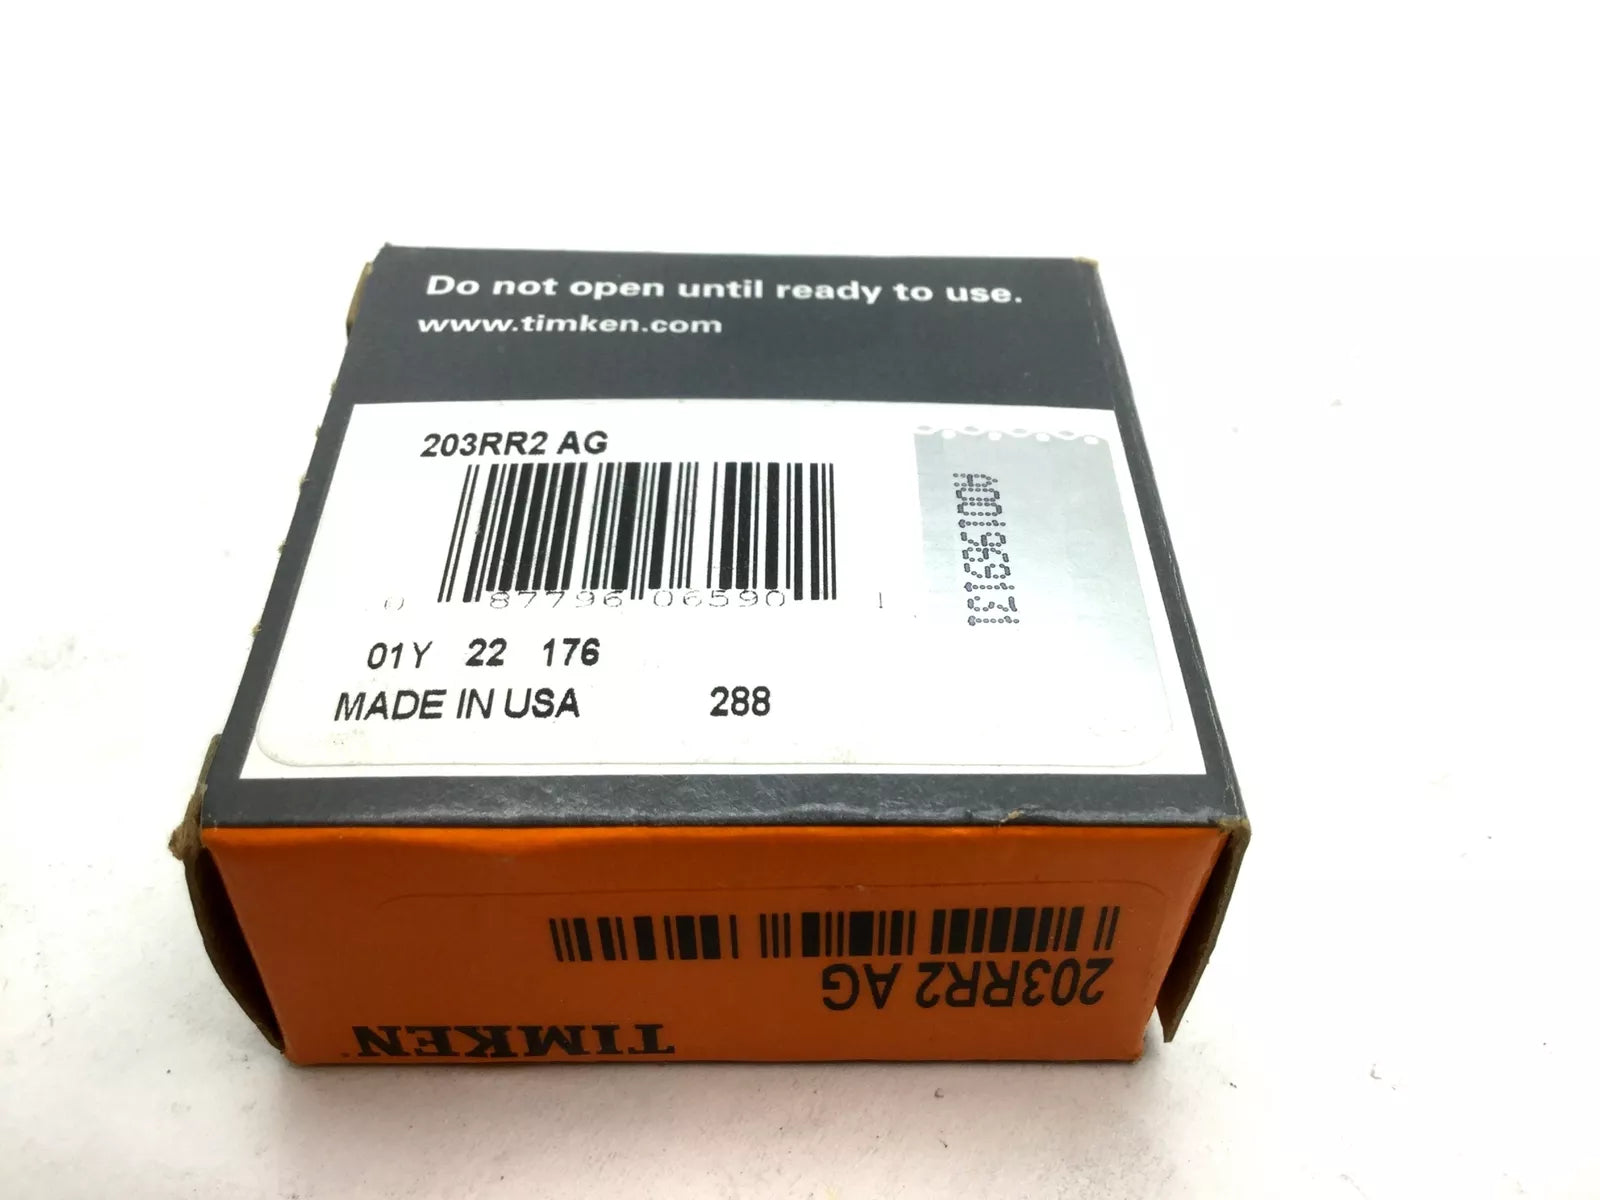 Do not open until ready to use.
www.timken.com
203RR2 AG
0 87796 06590 1
A00198619131
01Y 22 176
MADE IN USA 288
203RR2 AG
TIMKEN